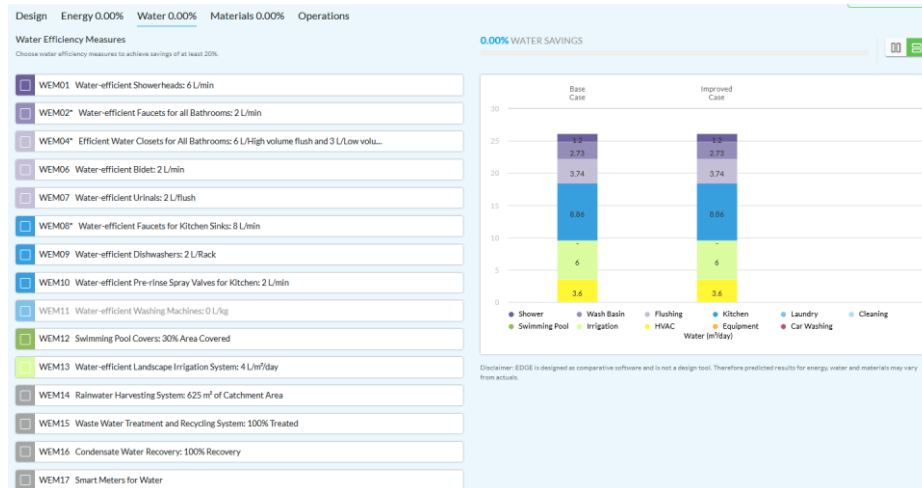 Design Energy 0.00% Water 0.00% Materials 0.00% Operations
Water Efficiency Measures
Choose water efficiency measures to achieve savings of at least 20%.
WEM01 Water-efficient Showerheads: 6 L/min
WEM02* Water-efficient Faucets for all Bathrooms: 2 L/min
WEM04* Efficient Water Closets for All Bathrooms: 6 L/High volume flush and 3 L/Low volu...
WEM06 Water-efficient Bidet: 2 L/min
WEM07 Water-efficient Urinals: 2 L/flush
WEM08* Water-efficient Faucets for Kitchen Sinks: 8 L/min
WEM09 Water-efficient Dishwashers: 2 L/Rack
WEM10 Water-efficient Pre-rinse Spray Valves for Kitchen: 2 L/min
WEM11 Water-efficient Washing Machines: 0 L/kg
WEM12 Swimming Pool Covers: 30% Area Covered
WEM13 Water-efficient Landscape Irrigation System: 4 L/m²/day
WEM14 Rainwater Harvesting System: 625 m² of Catchment Area
WEM15 Waste Water Treatment and Recycling System: 100% Treated
WEM16 Condensate Water Recovery: 100% Recovery
WEM17 Smart Meters for Water
0.00% WATER SAVINGS
Base Case
Improved Case
30
25
20
15
10
5
0
1.2
2.73
3.74
8.86
-
6
3.6
1.2
2.73
3.74
8.86
-
6
3.6
Shower Wash Basin Flushing Kitchen Laundry Cleaning
Swimming Pool Irrigation HVAC Equipment Car Washing
Water (m³/day)
Disclaimer: EDGE is designed as comparative software and is not a design tool. Therefore predicted results for energy, water and materials may vary
from actuals.